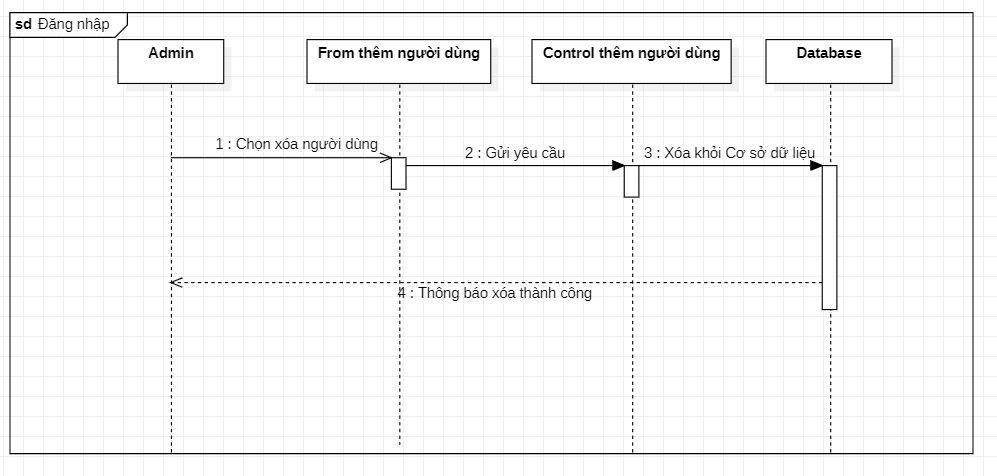 sd Đăng nhập
Admin
From thêm người dùng
Control thêm người dùng
Database
1 : Chọn xóa người dùng
2 : Gửi yêu cầu
3 : Xóa khỏi Cơ sở dữ liệu
4 : Thông báo xóa thành công